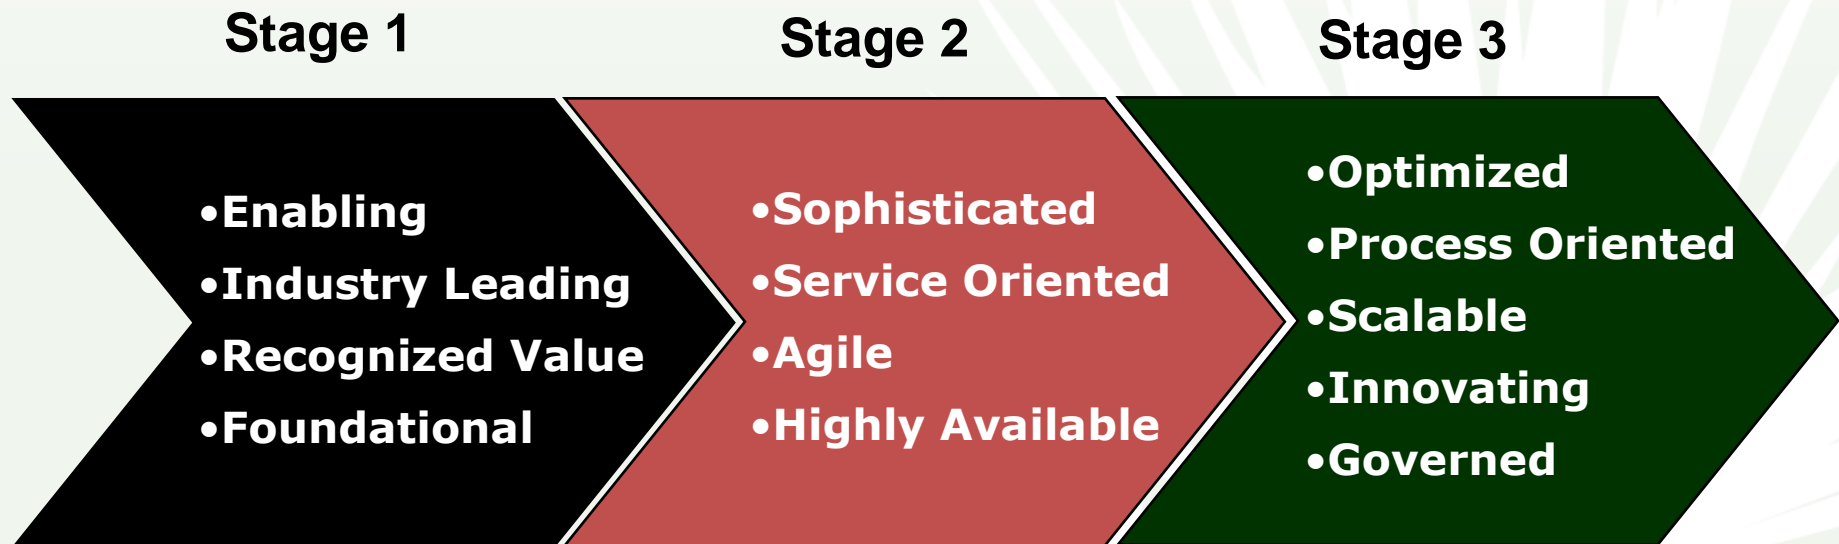 Stage 1
Stage 2
Stage 3
•Enabling
•Industry Leading
•Recognized Value
•Foundational
•Sophisticated
•Service Oriented
•Agile
•Highly Available
•Optimized
•Process Oriented
•Scalable
•Innovating
•Governed